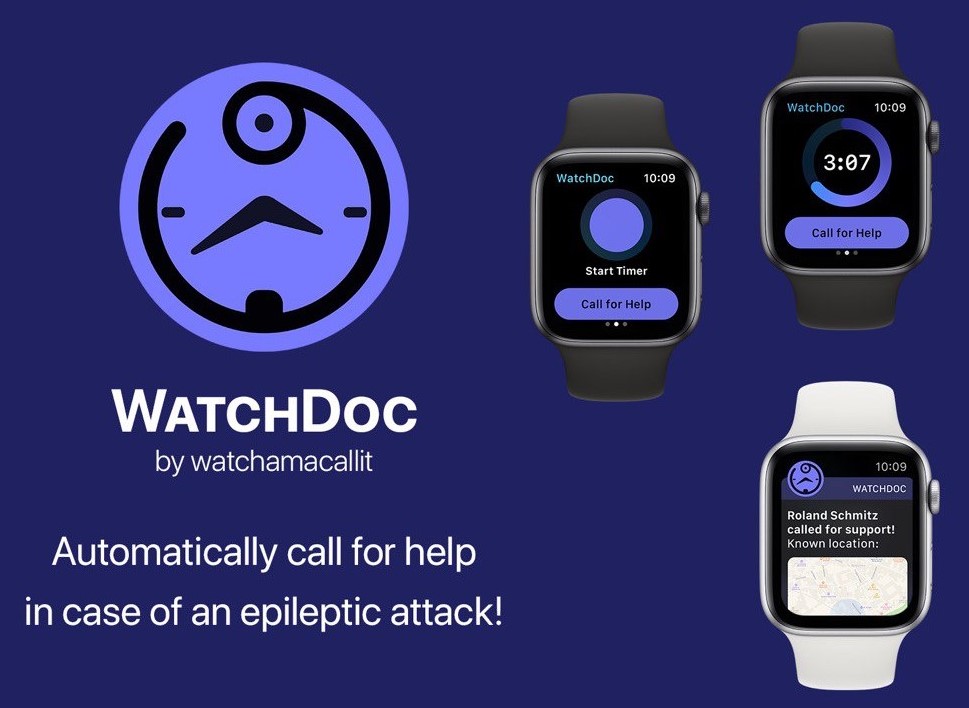 WATCHDOC
by watchamacallit
Automatically call for help
in case of an epileptic attack!
WatchDoc 10:09
Start Timer
Call for Help
WatchDoc 10:09
3:07
Call for Help
10:09
WATCHDOC
Roland Schmitz
called for support!
Known location: